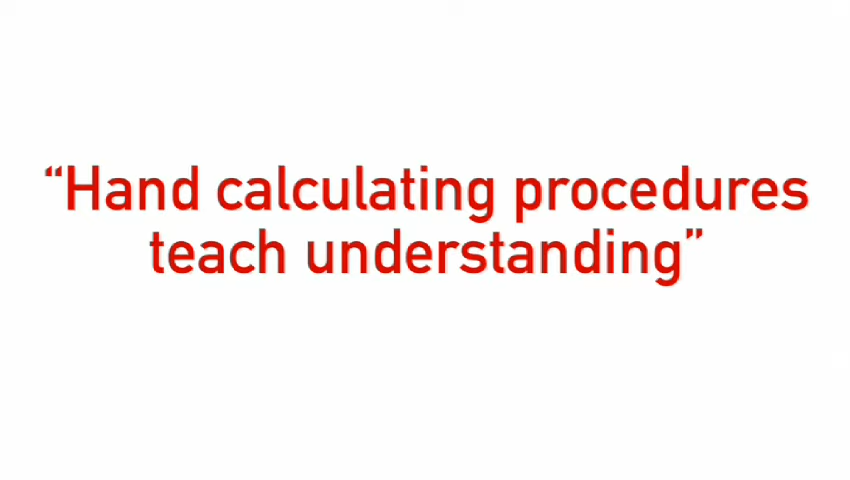 “Hand calculating procedures
teach understanding”